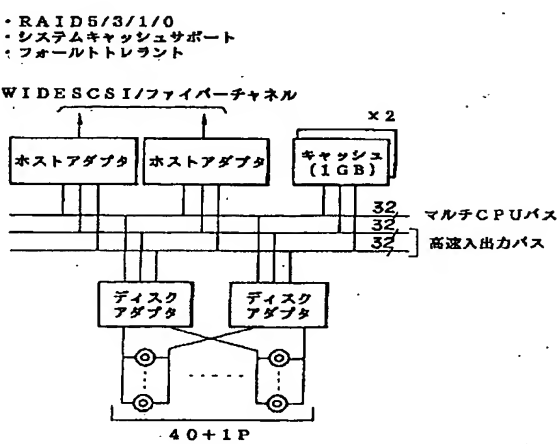 ・RAID5/3/1/0
・システムキャッシュサポート
・フォールトトレラント
WIDESCSI/ファイバーチャネル
×2
ホストアダプタ
ホストアダプタ
キャッシュ
(1GB)
32
マルチCPUバス
32
32
高速入出力バス
ディスク
アダプタ
ディスク
アダプタ
40+1P